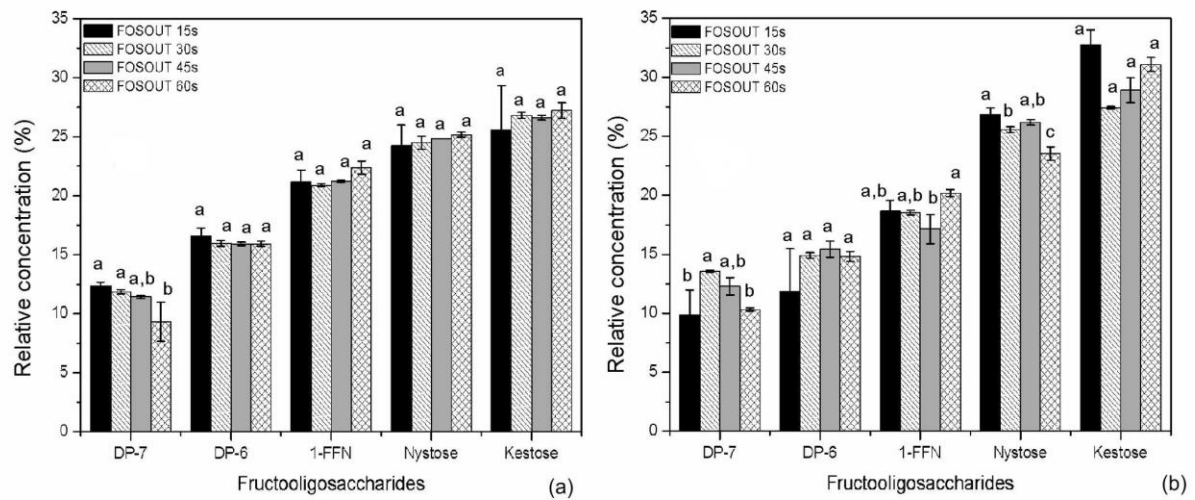 35
30
25
20
15
10
5
0
Relative concentration (%)
FOSOUT 15s
FOSOUT 30s
FOSOUT 45s
FOSOUT 60s
a a a,b b
a a a a
a a a a
a a a a
a a a a
DP-7 DP-6 1-FFN Nystose Kestose
Fructooligosaccharides
(a)
35
30
25
20
15
10
5
0
Relative concentration (%)
FOSOUT 15s
FOSOUT 30s
FOSOUT 45s
FOSOUT 60s
b a a,b b
a a a a
a,b a,b b a
a b a,b c
a a a a
DP-7 DP-6 1-FFN Nystose Kestose
Fructooligosaccharides
(b)